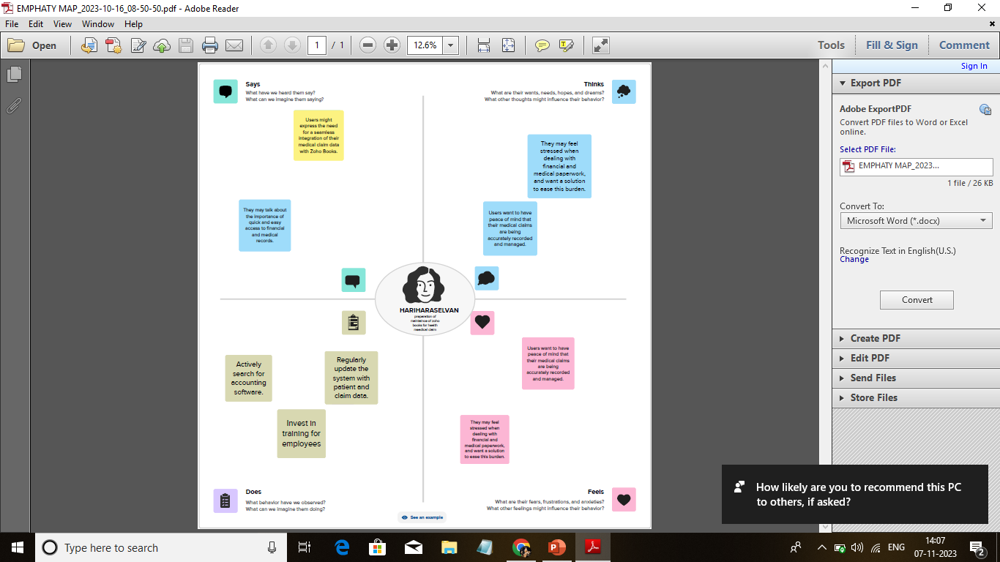 EMPHATY MAP_2023-10-16_08-50-50.pdf - Adobe Reader
File Edit View Window Help
Open
1 / 1
12.6%
Tools
Fill & Sign
Comment
Sign In
Says
What have we heard them say?
What can we imagine them saying?
Thinks
What are their wants, needs, hopes, and dreams?
What other thoughts might influence their behavior?
Users might
express the need
for a seamless
integration of their
medical claim data
with Zoho Books.
They may feel
stressed when
dealing with
financial and
medical paperwork,
and want a solution
to ease this burden.
They may talk about
the importance of
quick and easy
access to financial
and medical
records.
Users want to have
peace of mind that
their medical claims
are being
accurately recorded
and managed.
HARIHARASELVAN
preparation of
maintaince of zoho
books for health
meedical claim
Actively
search for
accounting
software.
Regularly
update the
system with
patient and
claim data.
Invest in
training for
employees
Users want to have
peace of mind that
their medical claims
are being
accurately recorded
and managed.
They may feel
stressed when
dealing with
financial and
medical paperwork,
and want a solution
to ease this burden.
Does
What behavior have we observed?
What can we imagine them doing?
Feels
What are their fears, frustrations, and anxieties?
What other feelings might influence their behavior?
See an example
Export PDF
Adobe ExportPDF
Convert PDF files to Word or Excel
online.
Select PDF File:
EMPHATY MAP_2023...
1 file / 26 KB
Convert To:
Microsoft Word (*.docx)
Recognize Text in English(U.S.)
Change
Convert
Create PDF
Edit PDF
Send Files
Store Files
How likely are you to recommend this PC
to others, if asked?
Type here to search
ENG
14:07
07-11-2023
2